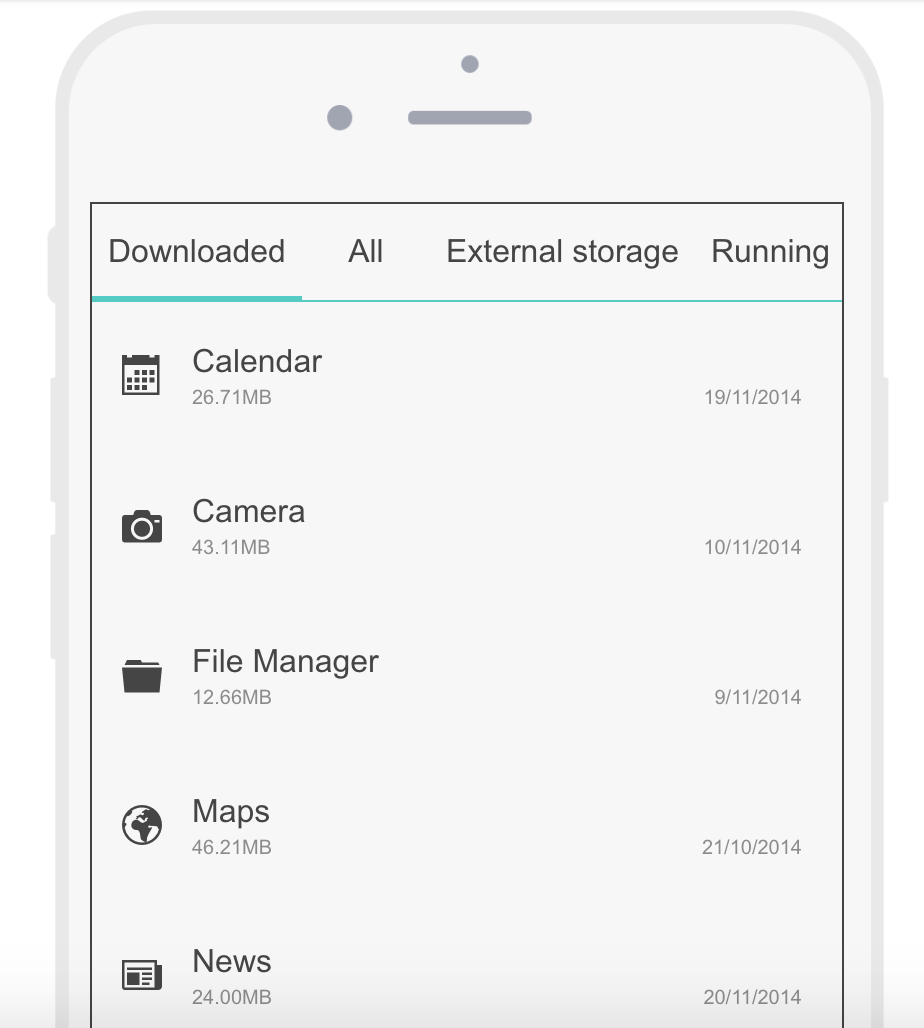 Downloaded All External storage Running
Calendar
26.71MB 19/11/2014
Camera
43.11MB 10/11/2014
File Manager
12.66MB 9/11/2014
Maps
46.21MB 21/10/2014
News
24.00MB 20/11/2014